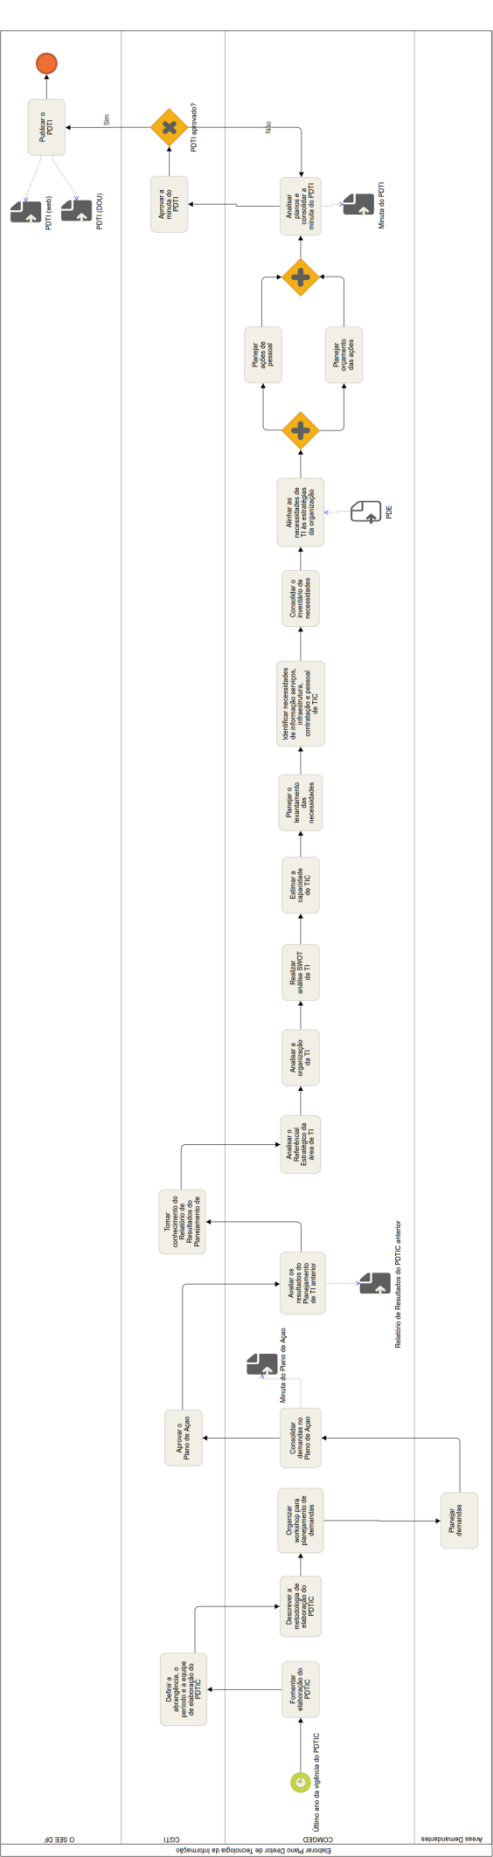 Elaborar Plano Diretor de Tecnologia da Informação
O SEE DF
CGTI
COMGED
Áreas Demandantes
Último ano da vigência do PDTIC
Fomentar
elaboração do
PDTIC
Definir a
abrangência, o
período e a equipe
de elaboração do
PDTIC
Descrever a
metodologia de
elaboração do
PDTIC
Organizar
workshop para
planejamento de
demandas
Planejar
demandas
Consolidar
demandas no
Plano de Açao
Minuta do Plano de Açao
Aprovar o
Plano de Açao
Avaliar os
resultados do
Planejamento
de TI anterior
Relatório de Resultados do PDTIC anterior
Tomar
conhecimento do
Relatório de
Resultados do
Planejamento de
Analisar o
Referêncial
Estratégico da
área de TI
Analisar a
organização
da TI
Realizar
análise SWOT
da TI
Estimar a
capacidade
de TIC
Planejar o
levantamento
das
necessidades
Identificar necessidades
de informação serviços,
infraestrutura,
contratação e pessoal
de TIC
Consolidar o
inventário de
necessidades
Alinhar as
necessidades de
TI às estratégias
da organização
PDE
Planejar
ações de
pessoal
Planejar
orçamento
das ações
Analisar
planos e
consolidar a
minuta do PDTI
Minuta do PDTI
Aprovar a
minuta do
PDTI
PDTI aprovado?
Não
Sim
Publicar o
PDTI
PDTI (web)
PDTI (DOU)